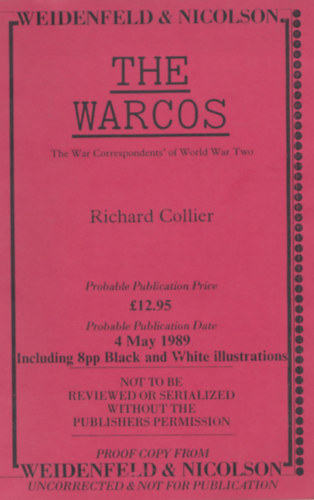 WEIDENFELD & NICOLSON
THE
WARCOS
The War Correspondents' of World War Two
Richard Collier
Probable Publication Price
£12.95
Probable Publication Date
4 May 1989
Including 8pp Black and White illustrations
NOT TO BE
REVIEWED OR SERIALIZED
WITHOUT THE
PUBLISHERS PERMISSION
PROOF COPY FROM
WEIDENFELD & NICOLSON
UNCORRECTED & NOT FOR PUBLICATION